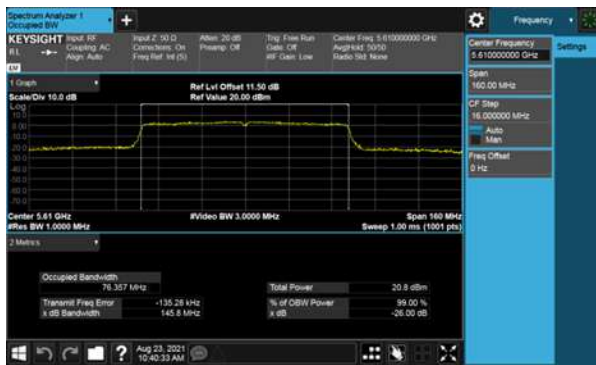 Spectrum Analyzer 1
Occupied BW
Frequency
KEYSIGHT
Input: RF
Coupling: AC
Align: Auto
Input Z: 50 Ω
Corrections: On
Freq Ref: Int (S)
Atten: 20 dB
Preamp: Off
Trig: Free Run
Gate: Off
#IF Gain: Low
Center Freq: 5.610000000 GHz
Avg|Hold: 50/50
Radio Std: None
Center Frequency
5.610000000 GHz
Settings
Span
160.00 MHz
CF Step
16.000000 MHz
Auto
Man
Freq Offset
0 Hz
1 Graph
Scale/Div 10.0 dB
Ref Lvl Offset 11.50 dB
Ref Value 20.00 dBm
Log
10.0
0.00
Center 5.61 GHz
#Res BW 1.0000 MHz
#Video BW 3.0000 MHz
Span 160 MHz
Sweep 1.00 ms (1001 pts)
2 Metrics
Occupied Bandwidth
76.357 MHz
Total Power
20.8 dBm
Transmit Freq Error
-135.28 kHz
% of OBW Power
99.00 %
x dB Bandwidth
145.8 MHz
x dB
-26.00 dB
?
Aug 23, 2021
10:40:33 AM